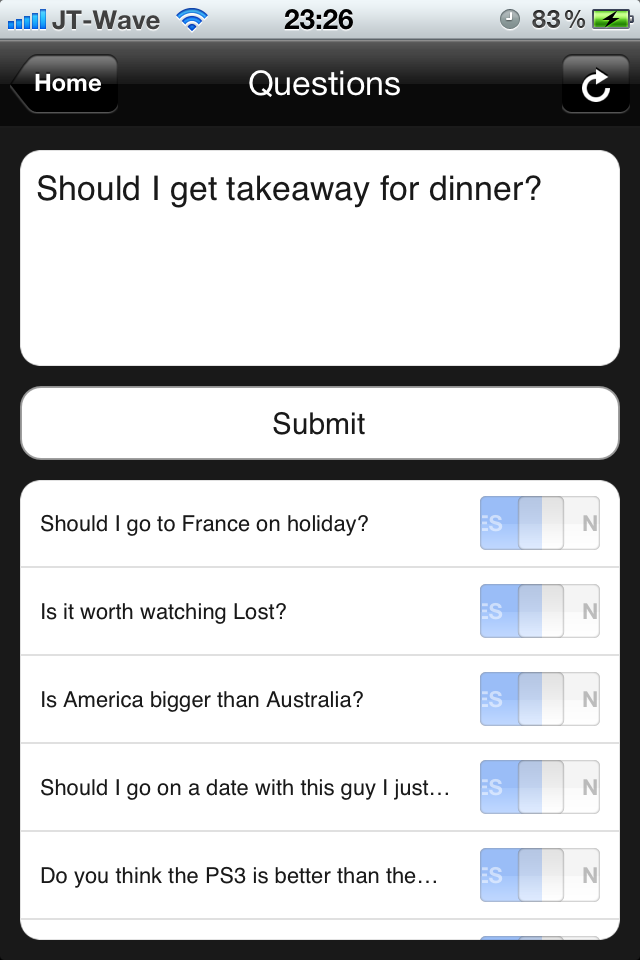 JT-Wave 23:26 83%
Home Questions
Should I get takeaway for dinner?
Submit
Should I go to France on holiday? ES N
Is it worth watching Lost? ES N
Is America bigger than Australia? ES N
Should I go on a date with this guy I just... ES N
Do you think the PS3 is better than the... ES N